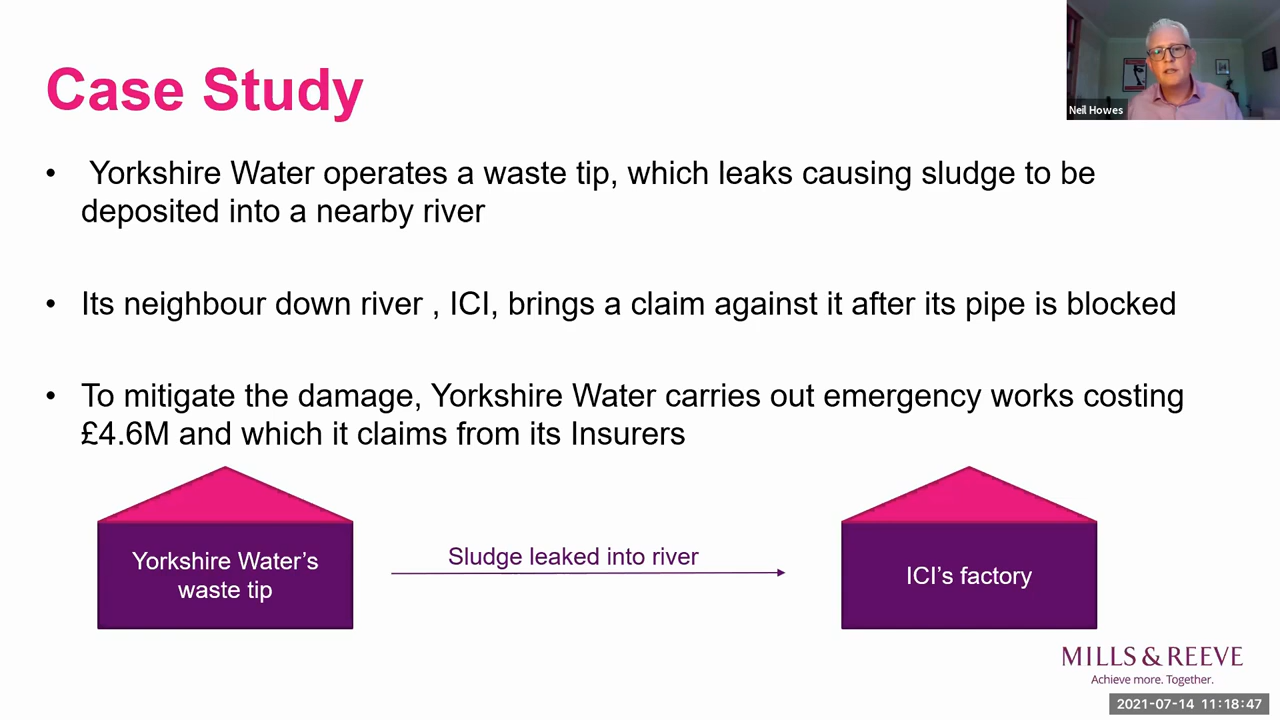 Case Study
Neil Howes
• Yorkshire Water operates a waste tip, which leaks causing sludge to be
deposited into a nearby river
• Its neighbour down river , ICI, brings a claim against it after its pipe is blocked
• To mitigate the damage, Yorkshire Water carries out emergency works costing
£4.6M and which it claims from its Insurers
Yorkshire Water’s
waste tip
Sludge leaked into river
ICI’s factory
MILLS & REEVE
Achieve more. Together.
2021-07-14 11:18:47